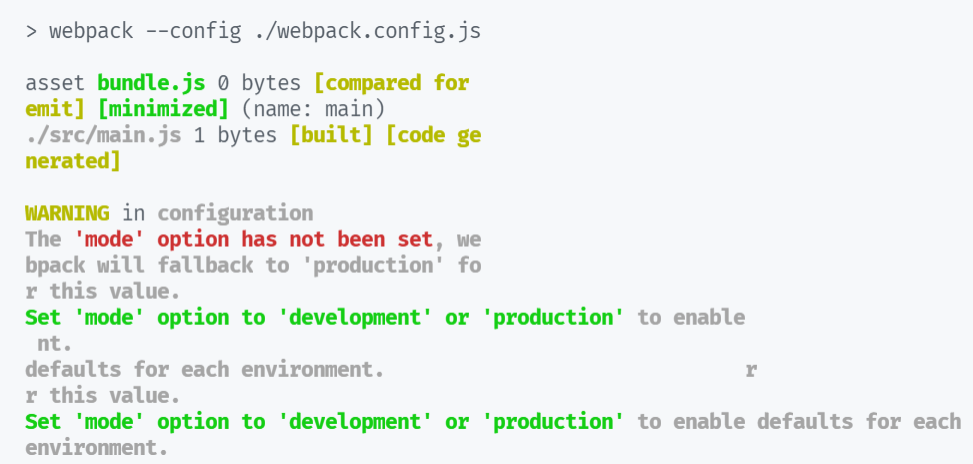 > webpack --config ./webpack.config.js
asset bundle.js 0 bytes [compared for
emit] [minimized] (name: main)
./src/main.js 1 bytes [built] [code ge
nerated]
WARNING in configuration
The 'mode' option has not been set, we
bpack will fallback to 'production' fo
r this value.
Set 'mode' option to 'development' or 'production' to enable
nt.
defaults for each environment. r
r this value.
Set 'mode' option to 'development' or 'production' to enable defaults for each
environment.